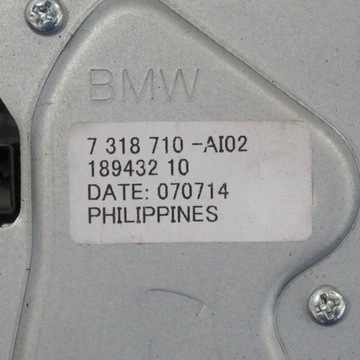 BMW
7 318 710 -AI02
189432 10
DATE: 070714
PHILIPPINES